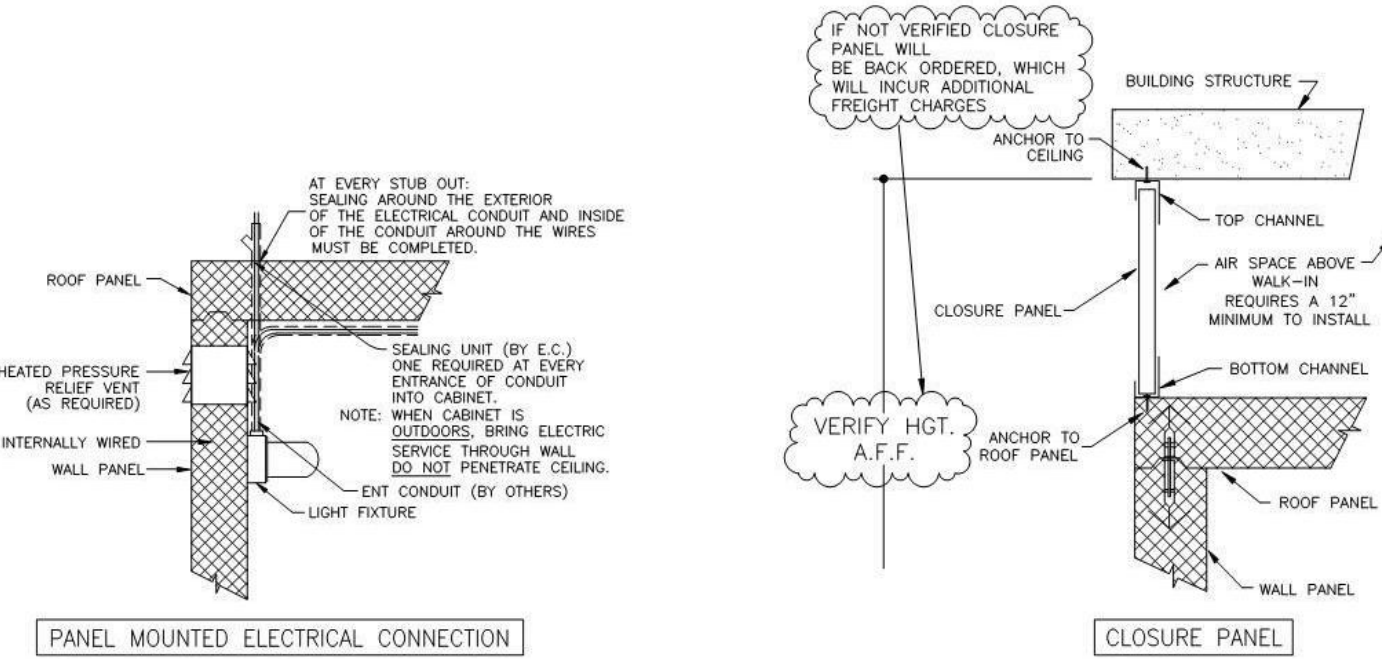 AT EVERY STUB OUT:
SEALING AROUND THE EXTERIOR
OF THE ELECTRICAL CONDUIT AND INSIDE
OF THE CONDUIT AROUND THE WIRES
MUST BE COMPLETED.
ROOF PANEL
HEATED PRESSURE
RELIEF VENT
(AS REQUIRED)
INTERNALLY WIRED
WALL PANEL
SEALING UNIT (BY E.C.)
ONE REQUIRED AT EVERY
ENTRANCE OF CONDUIT
INTO CABINET.
NOTE: WHEN CABINET IS
OUTDOORS, BRING ELECTRIC
SERVICE THROUGH WALL
DO NOT PENETRATE CEILING.
ENT CONDUIT (BY OTHERS)
LIGHT FIXTURE
PANEL MOUNTED ELECTRICAL CONNECTION
IF NOT VERIFIED CLOSURE
PANEL WILL
BE BACK ORDERED, WHICH
WILL INCUR ADDITIONAL
FREIGHT CHARGES
BUILDING STRUCTURE
ANCHOR TO
CEILING
TOP CHANNEL
AIR SPACE ABOVE
WALK-IN
REQUIRES A 12"
MINIMUM TO INSTALL
CLOSURE PANEL
BOTTOM CHANNEL
VERIFY HGT.
A.F.F.
ANCHOR TO
ROOF PANEL
ROOF PANEL
WALL PANEL
CLOSURE PANEL